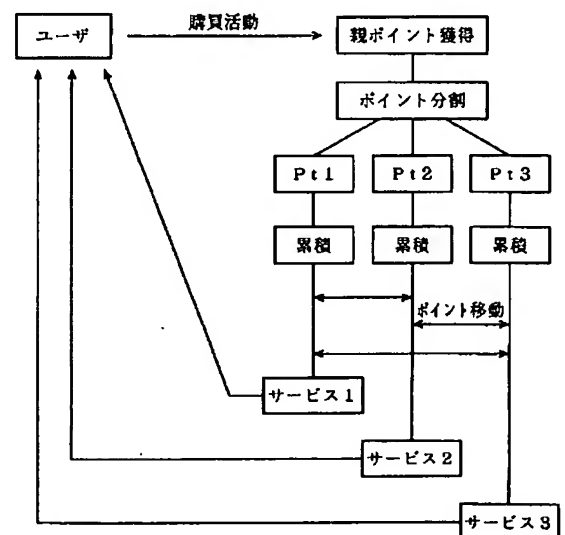 ユーザ
購買活動
親ポイント獲得
ポイント分割
Pt1
Pt2
Pt3
累積
累積
累積
ポイント移動
サービス1
サービス2
サービス3